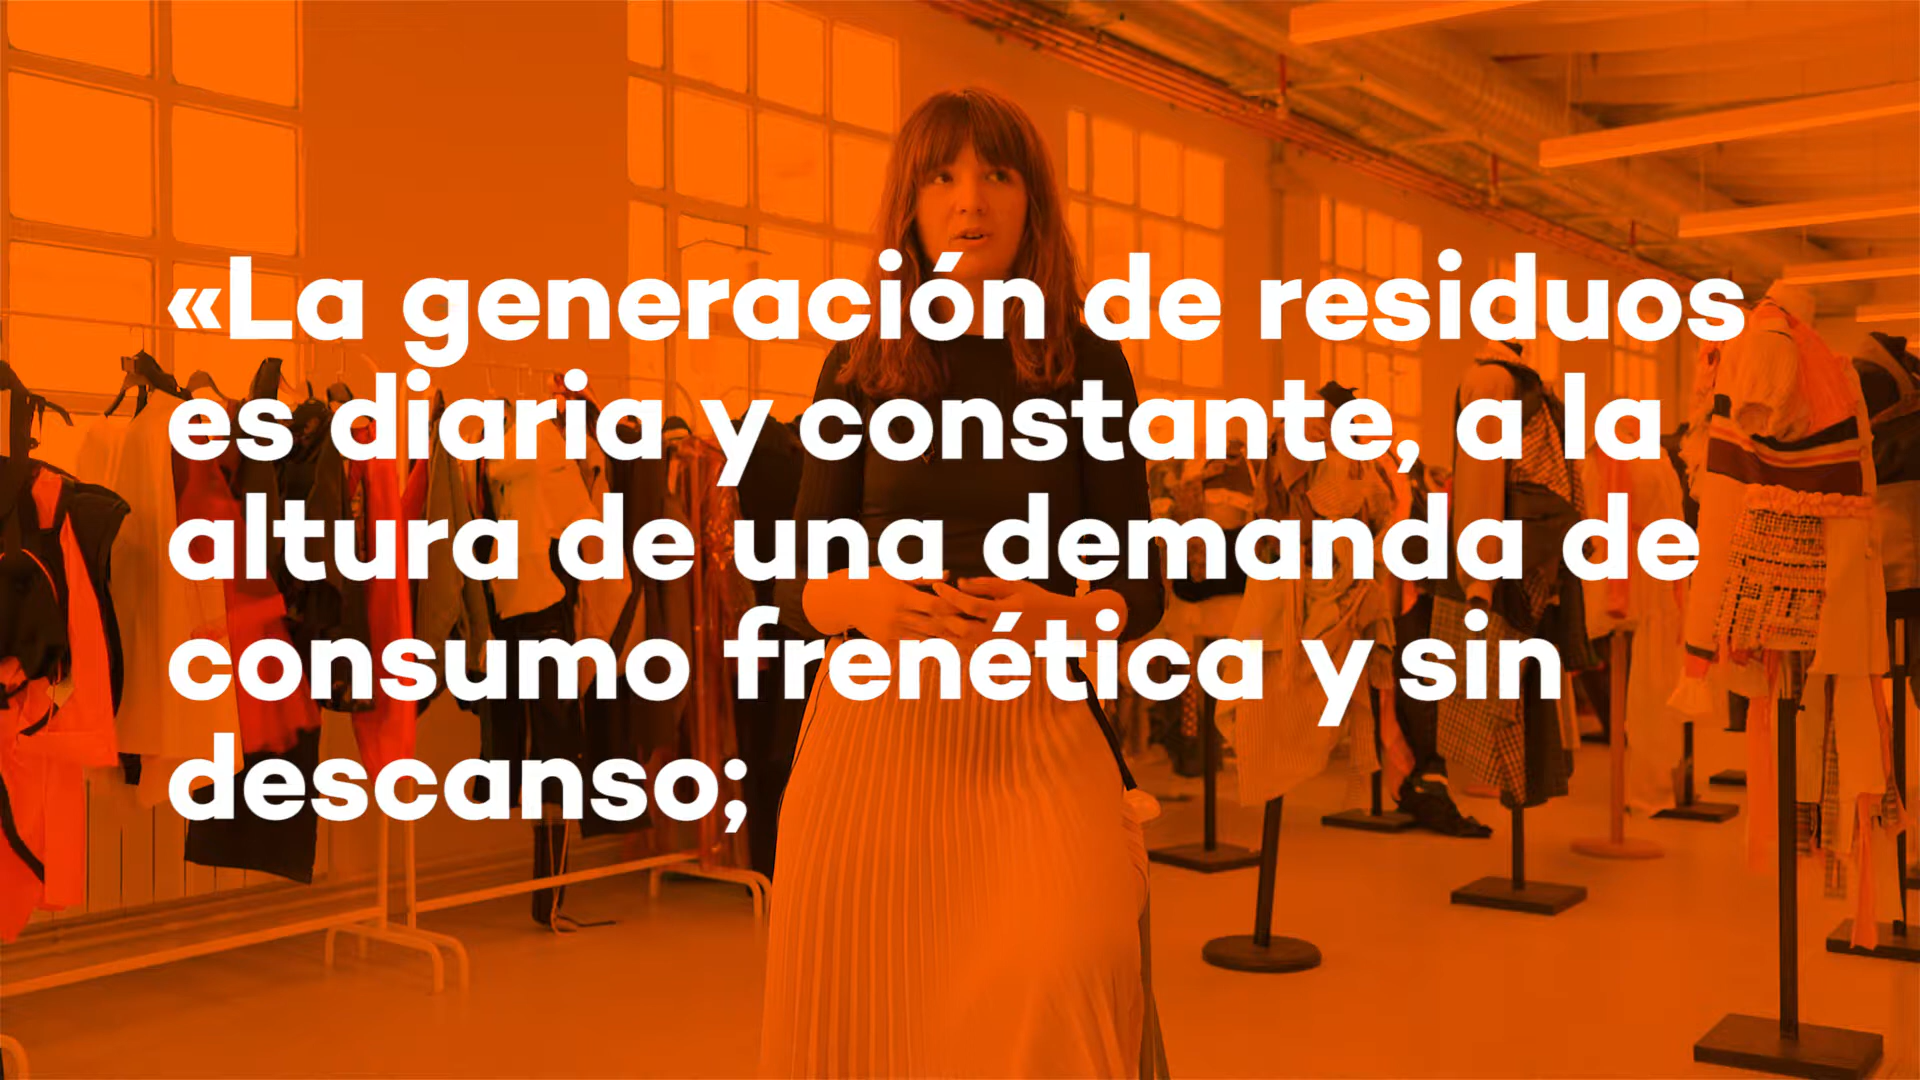 «La generación de residuos
es diaria y constante, a la
altura de una demanda de
consumo frenética y sin
descanso;